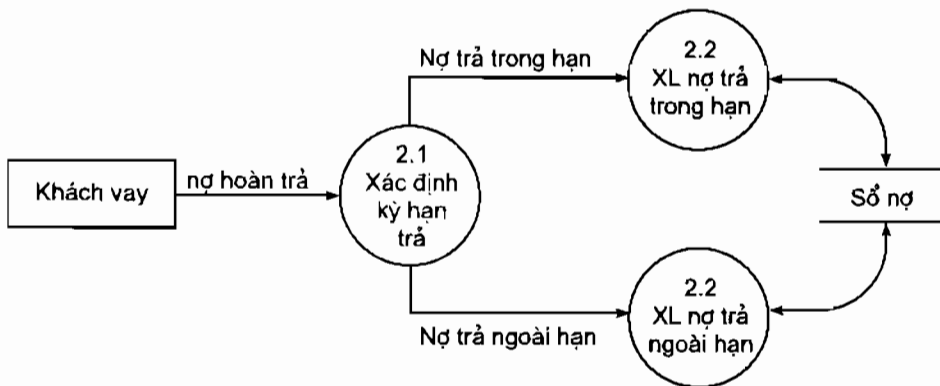 Nợ trả trong hạn
2.2
XL nợ trả
trong hạn
Khách vay
nợ hoàn trả
2.1
Xác định
kỳ hạn
trả
Sổ nợ
2.2
XL nợ trả
ngoài hạn
Nợ trả ngoài hạn